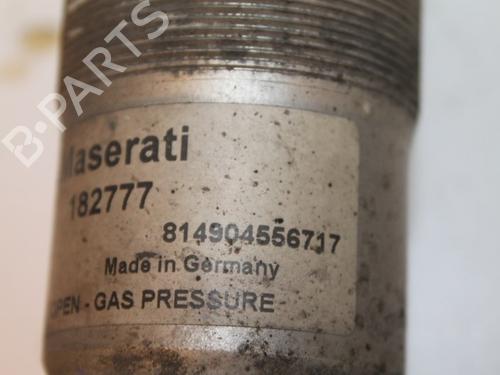 B-PARTS
Maserati
182777
814904556717
Made in Germany
OPEN - GAS PRESSURE